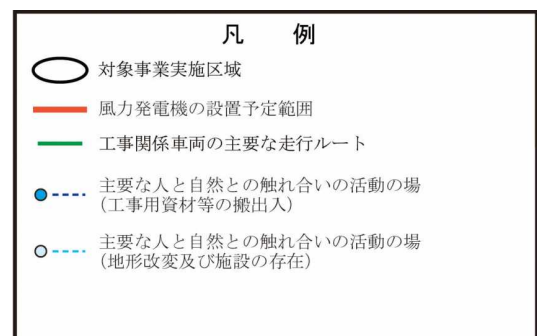 凡 例
対象事業実施区域
風力発電機の設置予定範囲
工事関係車両の主要な走行ルート
主要な人と自然との触れ合いの活動の場
(工事用資材等の搬出入)
主要な人と自然との触れ合いの活動の場
(地形改変及び施設の存在)